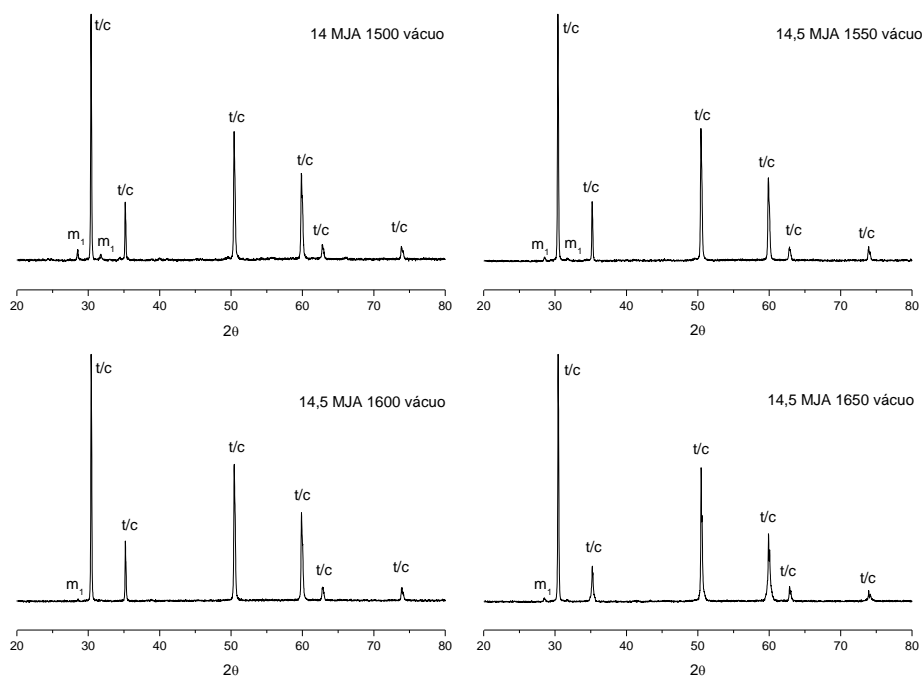 t/c
14 MJA 1500 vácuo
t/c
t/c
t/c
m₁
m₁
t/c
t/c
20 30 40 50 60 70 80
2θ
t/c
14,5 MJA 1550 vácuo
t/c
t/c
t/c
m₁
m₁
t/c
t/c
20 30 40 50 60 70 80
2θ
t/c
14,5 MJA 1600 vácuo
t/c
t/c
t/c
m₁
t/c
t/c
20 30 40 50 60 70 80
2θ
t/c
14,5 MJA 1650 vácuo
t/c
t/c
t/c
m₁
t/c
t/c
20 30 40 50 60 70 80
2θ